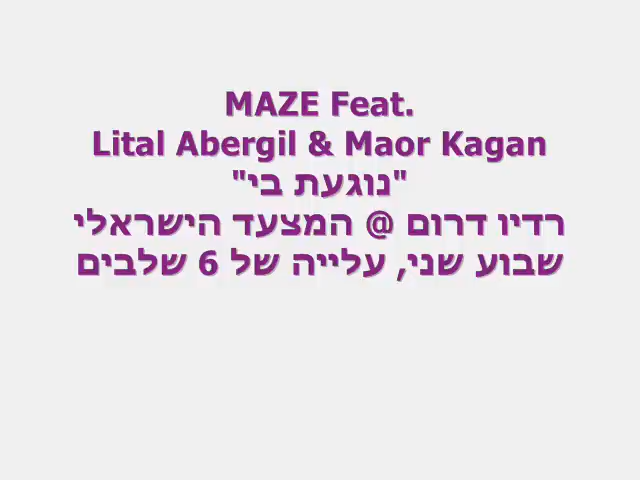 MAZE Feat.
Lital Abergil & Maor Kagan
"נוגעת בי"
רדיו דרום @ המצעד הישראלי
שבוע שני, עלייה של 6 שלבים